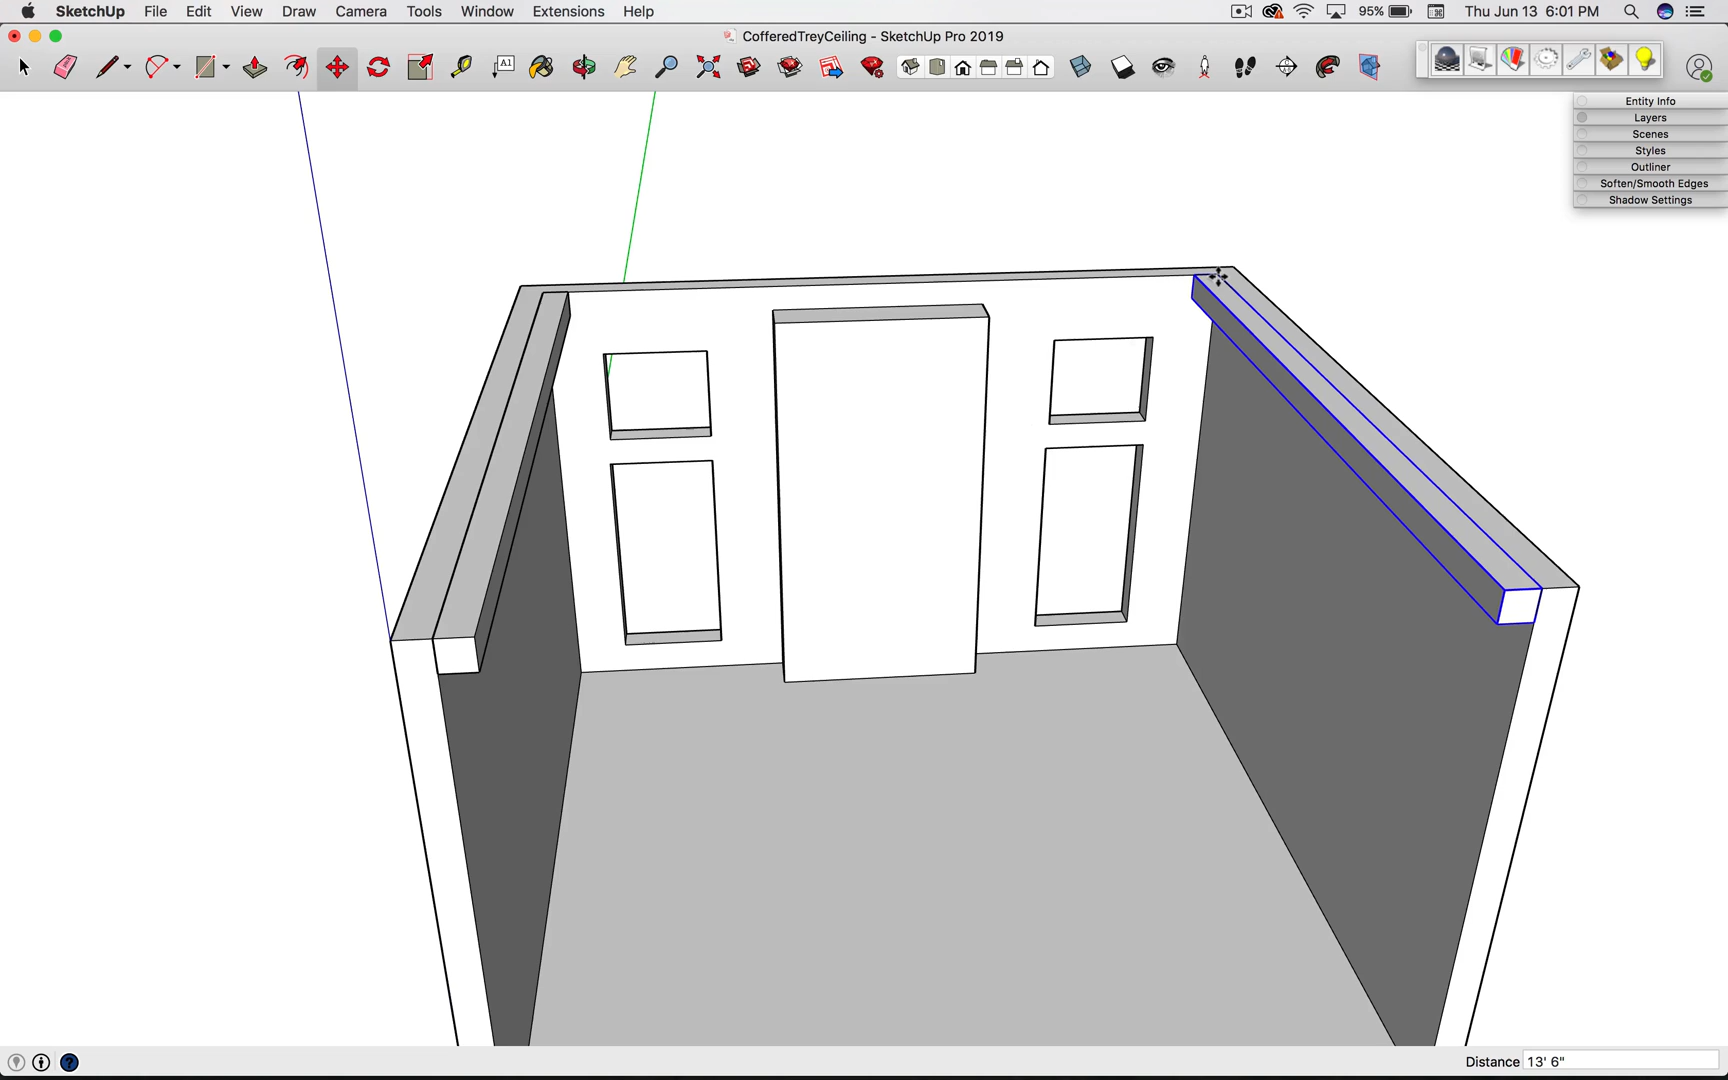 SketchUp File Edit View Draw Camera Tools Window Extensions Help 95% Thu Jun 13 6:01 PM
CofferedTreyCeiling - SketchUp Pro 2019
A1
Entity Info
Layers
Scenes
Styles
Outliner
Soften/Smooth Edges
Shadow Settings
? Distance 13' 6"